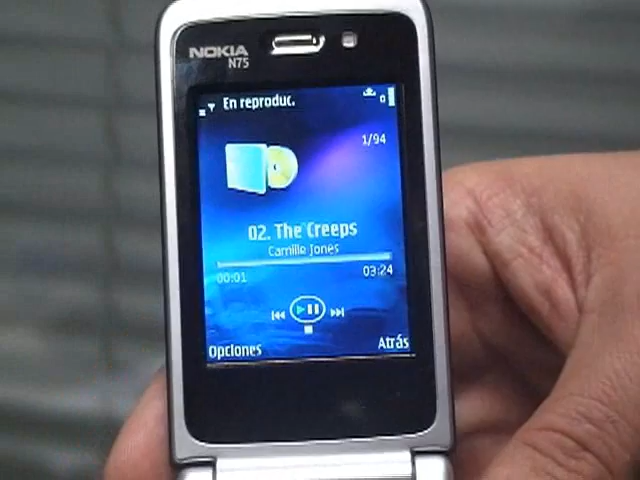 NOKIA
N75
En reproduc.
1/94
02. The Creeps
Camille Jones
00:01 03:24
Opciones Atrás